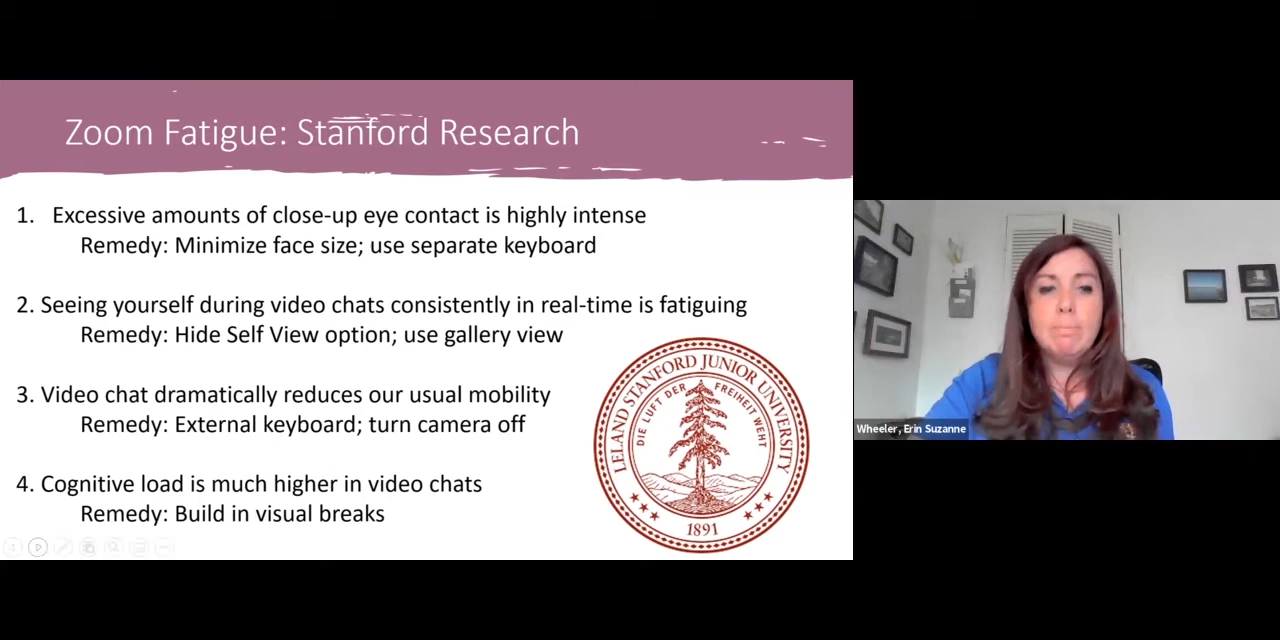 Zoom Fatigue: Stanford Research
1. Excessive amounts of close-up eye contact is highly intense
Remedy: Minimize face size; use separate keyboard
2. Seeing yourself during video chats consistently in real-time is fatiguing
Remedy: Hide Self View option; use gallery view
3. Video chat dramatically reduces our usual mobility
Remedy: External keyboard; turn camera off
4. Cognitive load is much higher in video chats
Remedy: Build in visual breaks
LELAND STANFORD JUNIOR UNIVERSITY
DIE LUFT DER FREIHEIT WEHT
1891
Wheeler, Erin Suzanne